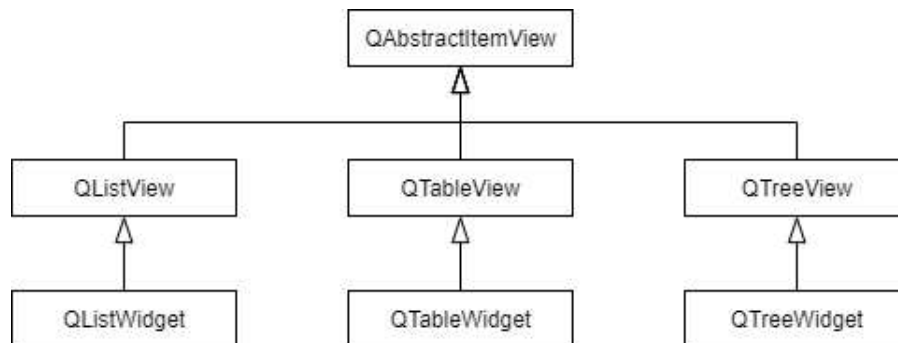 QAbstractItemView
QListView
QTableView
QTreeView
QListWidget
QTableWidget
QTreeWidget